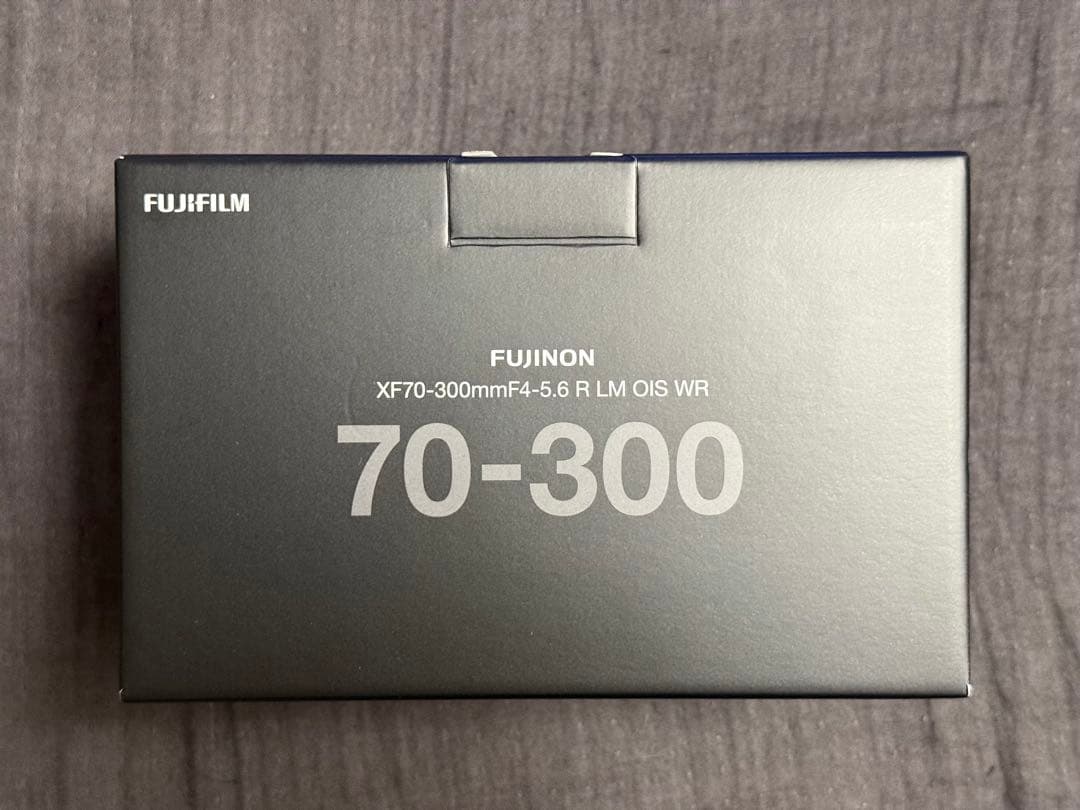 FUJIFILM
FUJINON
XF70-300mmF4-5.6 R LM OIS WR
70-300